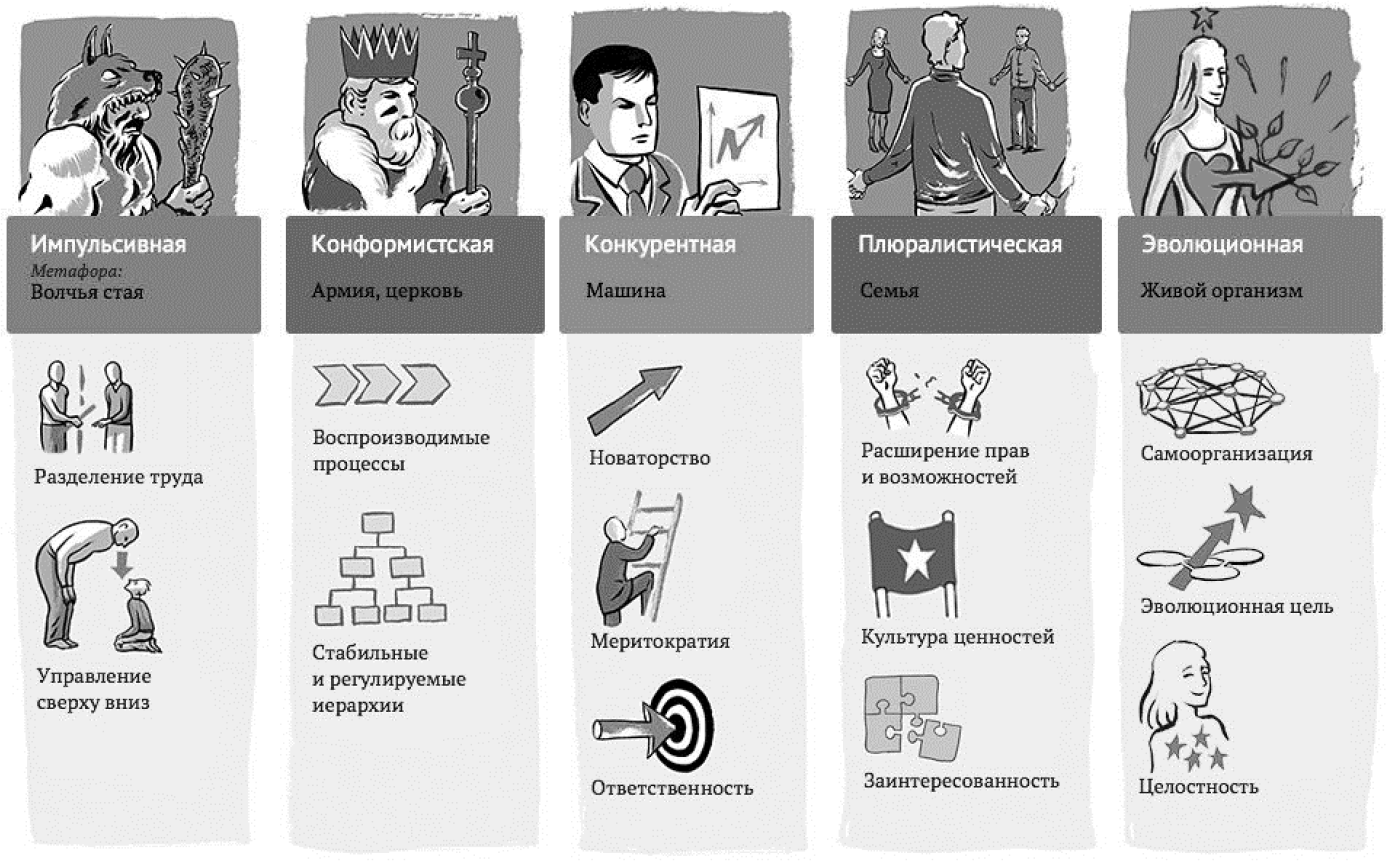 Импульсивная
Метафора:
Волчья стая
Разделение труда
Управление
сверху вниз
Конформистская
Армия, церковь
Воспроизводимые
процессы
Стабильные
и регулируемые
иерархии
Конкурентная
Машина
Новаторство
Меритократия
Ответственность
Плюралистическая
Семья
Расширение прав
и возможностей
Культура ценностей
Заинтересованность
Эволюционная
Живой организм
Самоорганизация
Эволюционная цель
Целостность